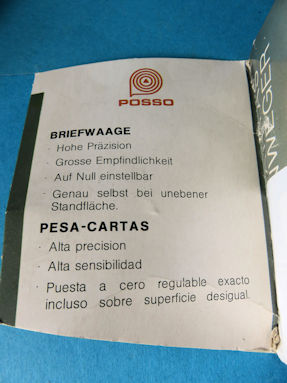 POSSO
BRIEFWAAGE
· Hohe Präzision
· Grosse Empfindlichkeit
· Auf Null einstellbar
· Genau selbst bei unebener
Standfläche.
PESA-CARTAS
· Alta precision
· Alta sensibilidad
· Puesta a cero regulable exacto
incluso sobre superficie desigual.